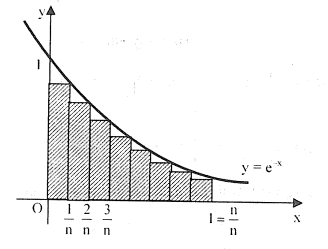 y
1
y = e^{-x}
O
1/n 2/n 3/n
1 = n/n
x